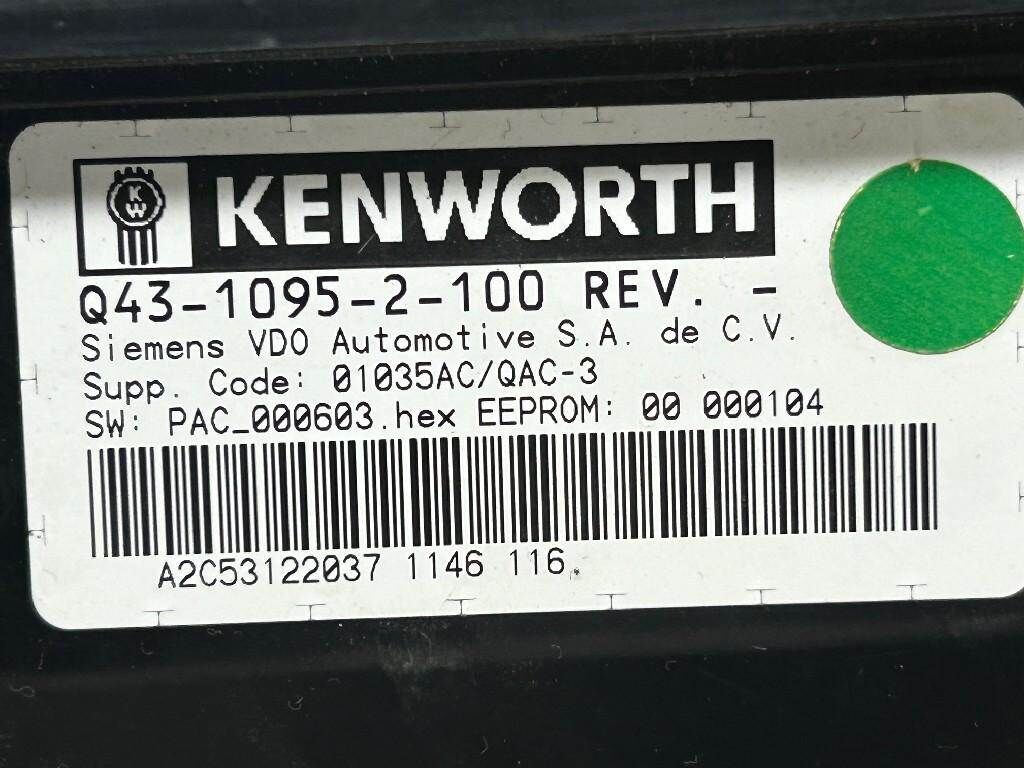 KW KENWORTH
Q43-1095-2-100 REV. -
Siemens VDO Automotive S.A. de C.V.
Supp. Code: 01035AC/QAC-3
SW: PAC_000603.hex EEPROM: 00 000104
A2C53122037 1146 116